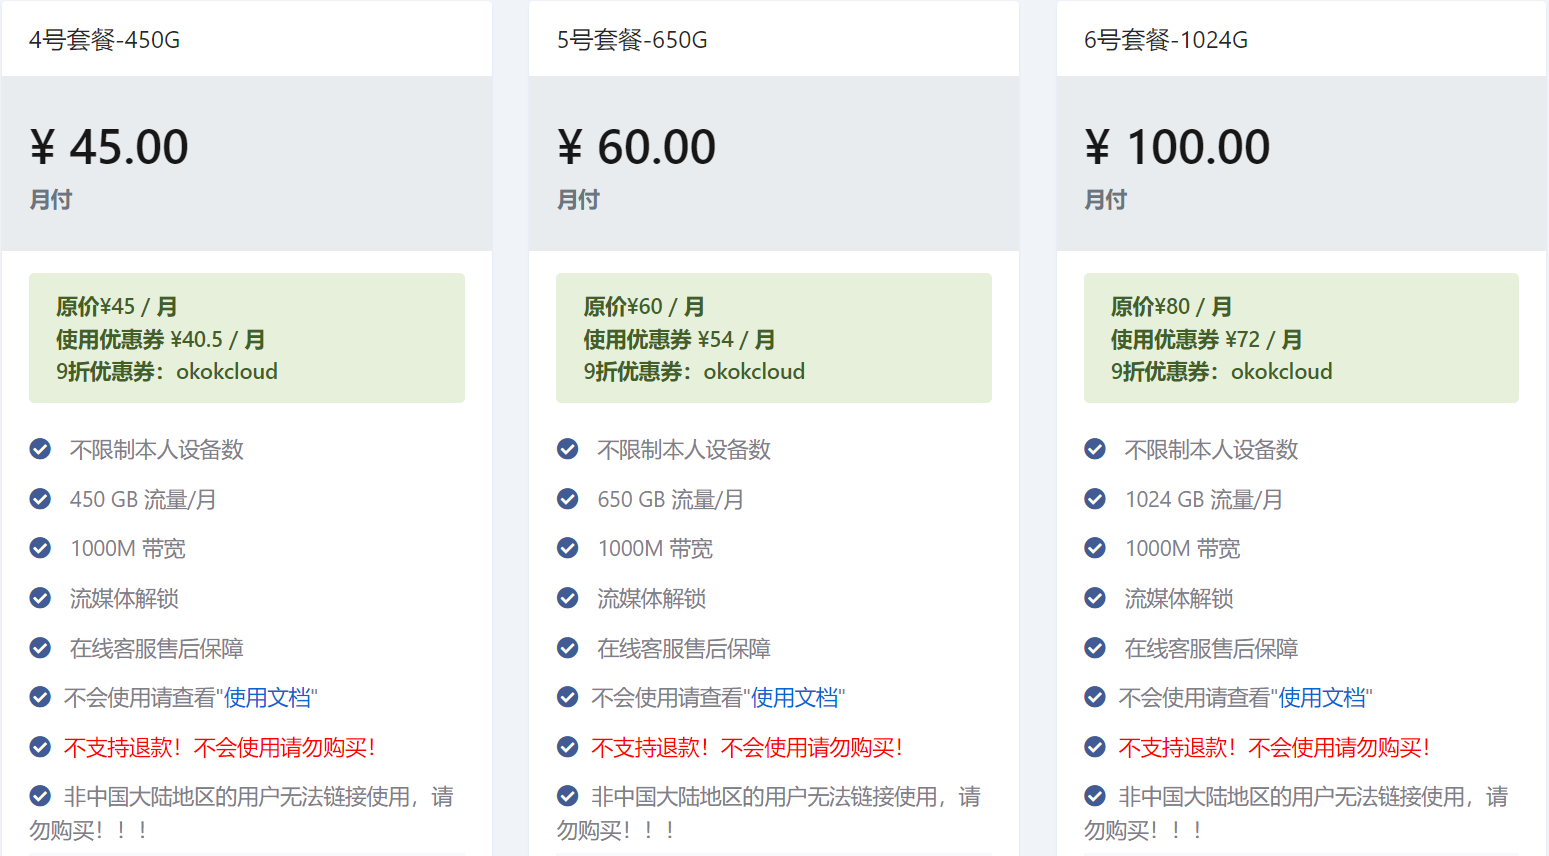 4号套餐-450G
¥ 45.00
月付
原价¥45 / 月
使用优惠券 ¥40.5 / 月
9折优惠券：okokcloud
不限制本人设备数
450 GB 流量/月
1000M 带宽
流媒体解锁
在线客服售后保障
不会使用请查看"使用文档"
不支持退款！不会使用请勿购买！
非中国大陆地区的用户无法链接使用，请
勿购买！！！
5号套餐-650G
¥ 60.00
月付
原价¥60 / 月
使用优惠券 ¥54 / 月
9折优惠券：okokcloud
不限制本人设备数
650 GB 流量/月
1000M 带宽
流媒体解锁
在线客服售后保障
不会使用请查看"使用文档"
不支持退款！不会使用请勿购买！
非中国大陆地区的用户无法链接使用，请
勿购买！！！
6号套餐-1024G
¥ 100.00
月付
原价¥80 / 月
使用优惠券 ¥72 / 月
9折优惠券：okokcloud
不限制本人设备数
1024 GB 流量/月
1000M 带宽
流媒体解锁
在线客服售后保障
不会使用请查看"使用文档"
不支持退款！不会使用请勿购买！
非中国大陆地区的用户无法链接使用，请
勿购买！！！